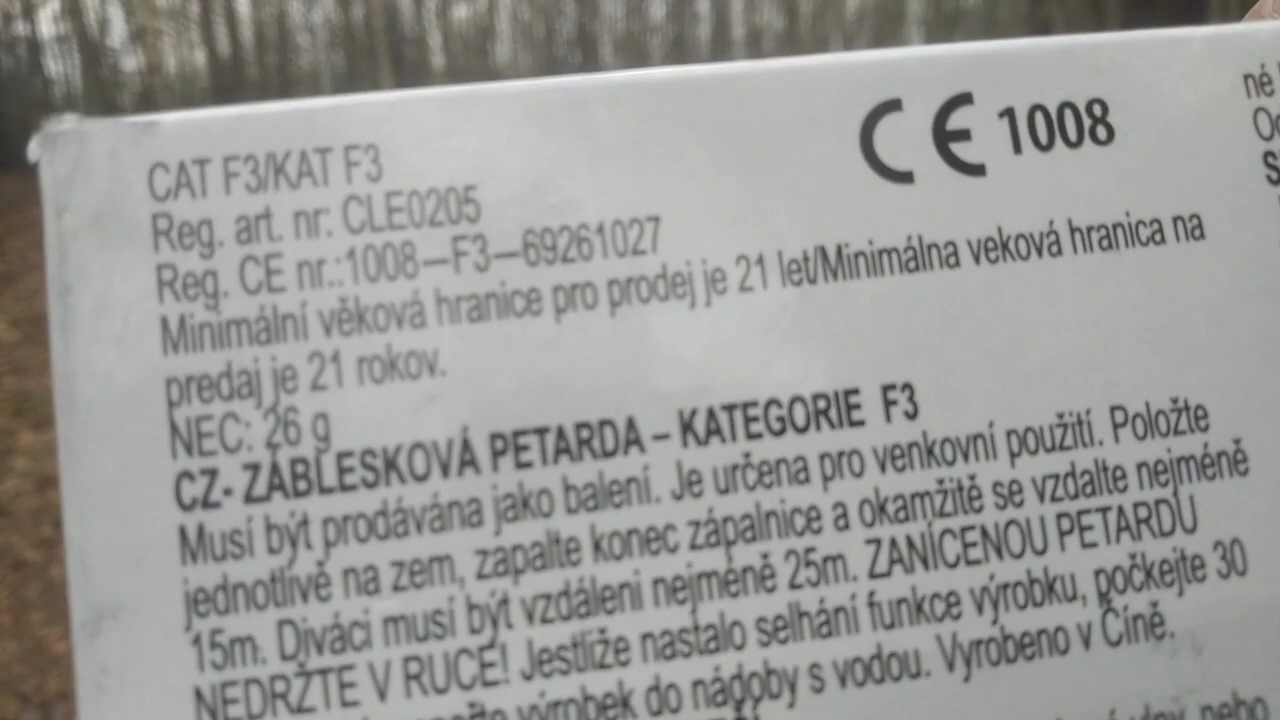 CAT F3/KAT F3
CE 1008
Reg. art. nr: CLE0205
Reg. CE nr.:1008–F3–69261027
Minimální věková hranice pro prodej je 21 let/Minimálna veková hranica na
predaj je 21 rokov.
NEC: 26 g
CZ- ZÁBLESKOVÁ PETARDA – KATEGORIE F3
Musí být prodávána jako balení. Je určena pro venkovní použití. Položte
jednotlivě na zem, zapalte konec zápalnice a okamžitě se vzdalte nejméně
15m. Diváci musí být vzdáleni nejméně 25m. ZANÍCENOU PETARDU
NEDRŽTE V RUCE! Jestliže nastalo selhání funkce výrobku, počkejte 30
výrobek do nádoby s vodou. Vyrobeno v Číně.
nebo
né